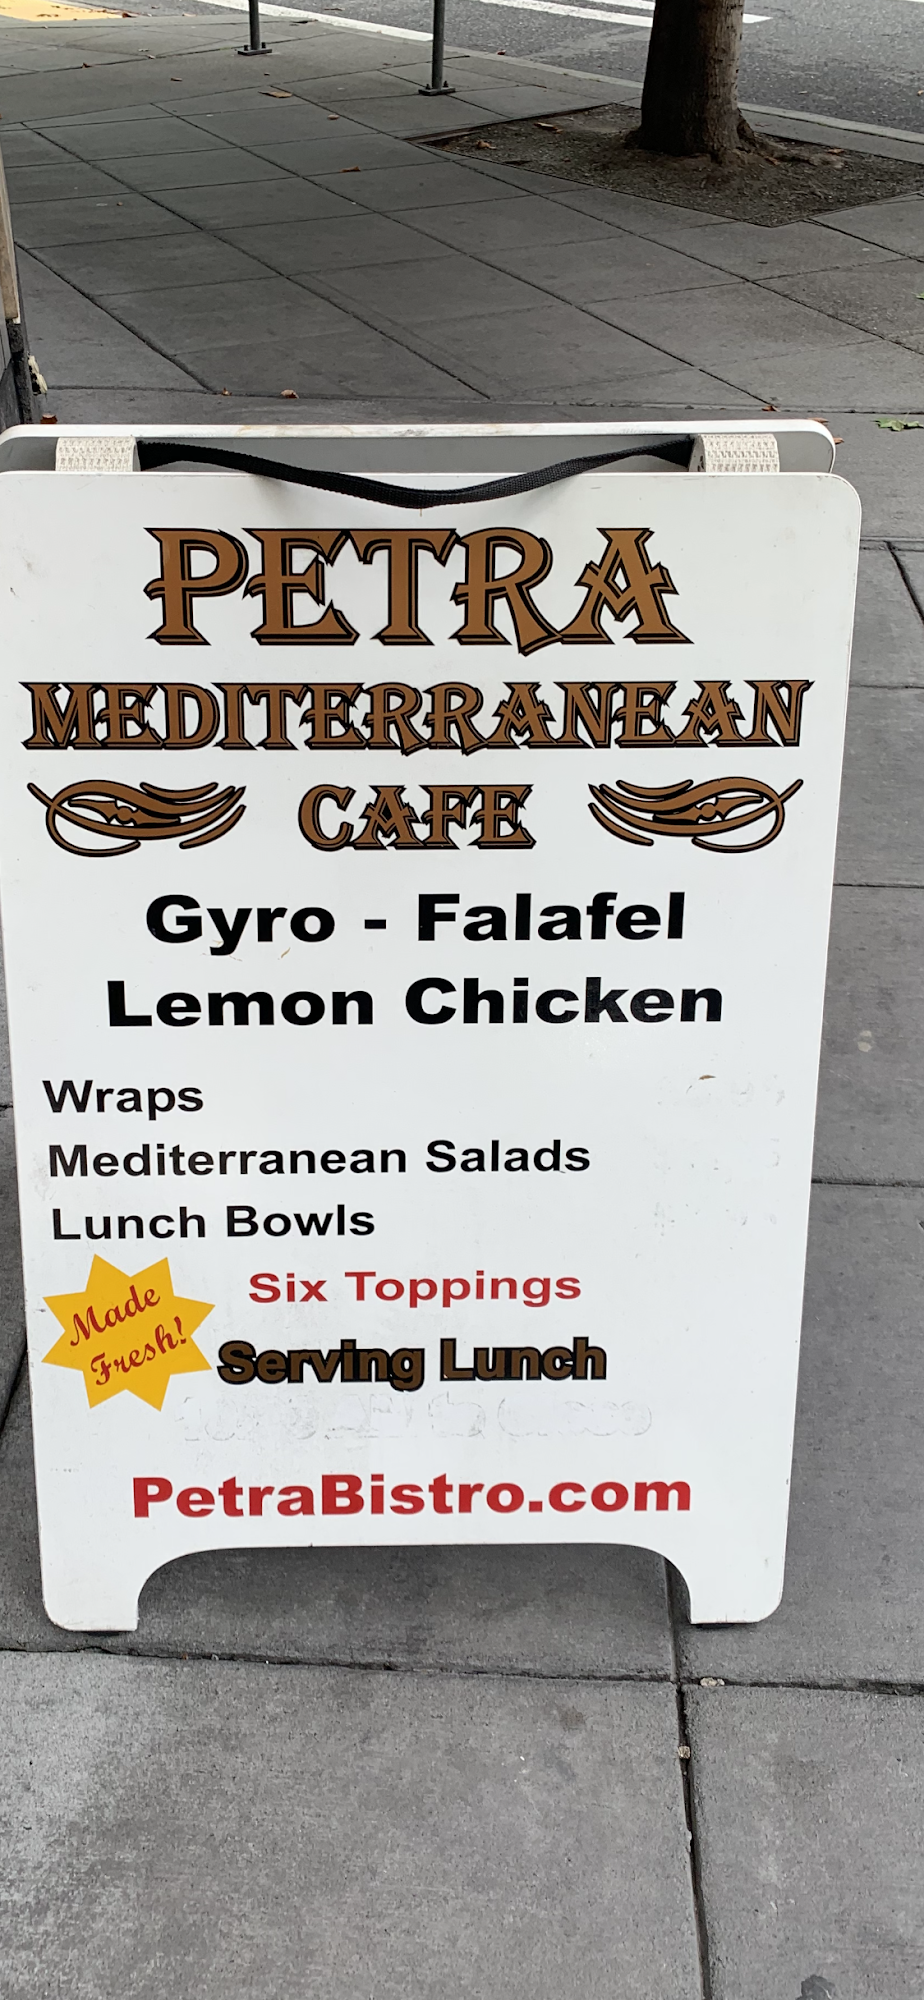 PETRA
MEDITERRANEAN
CAFE
Gyro - Falafel
Lemon Chicken
Wraps
Mediterranean Salads
Lunch Bowls
Six Toppings
Made
Fresh!
Serving Lunch
PetraBistro.com